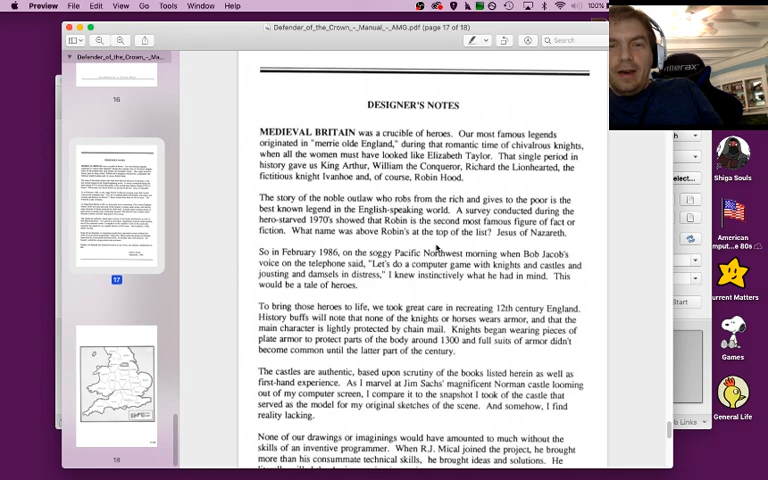 Preview File Edit View Go Tools Window Help
100%
Defender_of_the_Crown_-_Manual_-_AMG.pdf (page 17 of 18)
Search
Defender_of_the_Crown_-_Ma...
16
17
18
DESIGNER'S NOTES
MEDIEVAL BRITAIN was a crucible of heroes. Our most famous legends
originated in "merrie olde England," during that romantic time of chivalrous knights,
when all the women must have looked like Elizabeth Taylor. That single period in
history gave us King Arthur, William the Conqueror, Richard the Lionhearted, the
fictitious knight Ivanhoe and, of course, Robin Hood.
The story of the noble outlaw who robs from the rich and gives to the poor is the
best known legend in the English-speaking world. A survey conducted during the
hero-starved 1970's showed that Robin is the second most famous figure of fact or
fiction. What name was above Robin's at the top of the list? Jesus of Nazareth.
So in February 1986, on the soggy Pacific Northwest morning when Bob Jacob's
voice on the telephone said, "Let's do a computer game with knights and castles and
jousting and damsels in distress," I knew instinctively what he had in mind. This
would be a tale of heroes.
To bring those heroes to life, we took great care in recreating 12th century England.
History buffs will note that none of the knights or horses wears armor, and that the
main character is lightly protected by chain mail. Knights began wearing pieces of
plate armor to protect parts of the body around 1300 and full suits of armor didn't
become common until the latter part of the century.
The castles are authentic, based upon scrutiny of the books listed herein as well as
first-hand experience. As I marvel at Jim Sachs' magnificent Norman castle looming
out of my computer screen, I compare it to the snapshot I took of the castle that
served as the model for my original sketches of the scene. And somehow, I find
reality lacking.
None of our drawings or imaginings would have amounted to much without the
skills of an inventive programmer. When R.J. Mical joined the project, he brought
more than his consummate technical skills, he brought ideas and solutions. He
erax
h
elect...
Start
b Links
Shiga Souls
American
mpute...e 80s
urrent Matters
Games
General Life